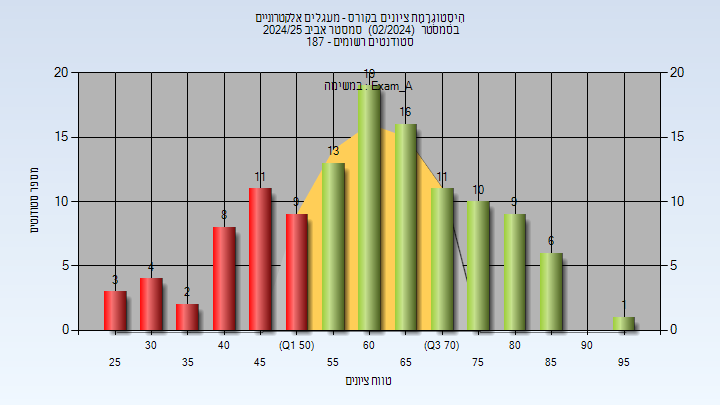 הִיסְטוֹגְרַמַּת ציונים בקורס - מעגלים אלקטרוניים
בסמסטר (02/2024) סמסטר אביב 2024/25
סטודנטים רשומים - 187
במשימה : Exam_A
מספר סטודנטים
20 20
15 15
10 10
5 5
0 0
3 4 2 8 11 9 13 19 16 11 10 9 6 1
30 40 (Q1 50) 60 (Q3 70) 80 90
25 35 45 55 65 75 85 95
טווח ציונים